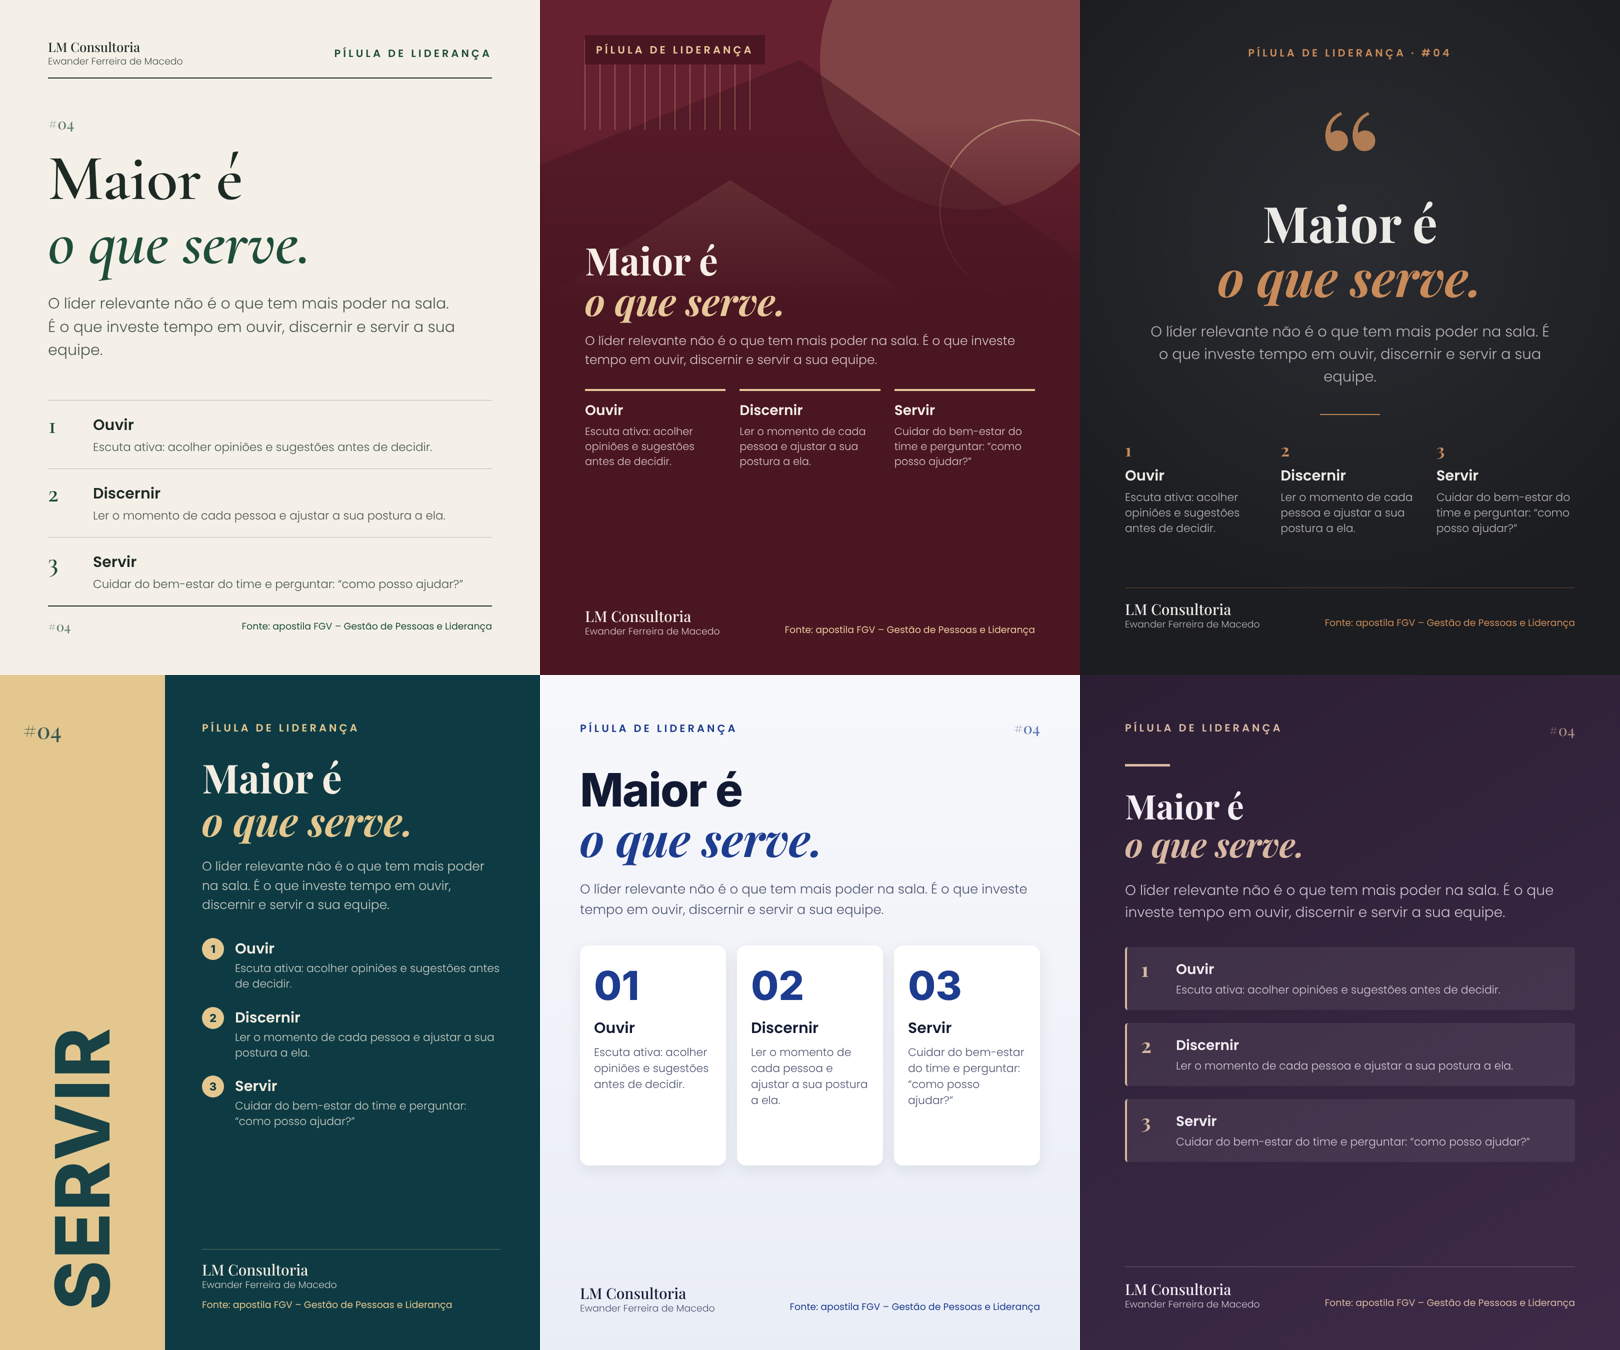 LM Consultoria
Ewander Ferreira de Macedo
PÍLULA DE LIDERANÇA
#04
Maior é
o que serve.
O líder relevante não é o que tem mais poder na sala.
É o que investe tempo em ouvir, discernir e servir a sua
equipe.
1
Ouvir
Escuta ativa: acolher opiniões e sugestões antes de decidir.
2
Discernir
Ler o momento de cada pessoa e ajustar a sua postura a ela.
3
Servir
Cuidar do bem-estar do time e perguntar: “como posso ajudar?”
#04
Fonte: apostila FGV – Gestão de Pessoas e Liderança
PÍLULA DE LIDERANÇA
Maior é
o que serve.
O líder relevante não é o que tem mais poder na sala. É o que investe
tempo em ouvir, discernir e servir a sua equipe.
Ouvir
Escuta ativa: acolher
opiniões e sugestões
antes de decidir.
Discernir
Ler o momento de cada
pessoa e ajustar a sua
postura a ela.
Servir
Cuidar do bem-estar do
time e perguntar: “como
posso ajudar?”
LM Consultoria
Ewander Ferreira de Macedo
Fonte: apostila FGV – Gestão de Pessoas e Liderança
PÍLULA DE LIDERANÇA · #04
“
Maior é
o que serve.
O líder relevante não é o que tem mais poder na sala. É
o que investe tempo em ouvir, discernir e servir a sua
equipe.
1
Ouvir
Escuta ativa: acolher
opiniões e sugestões
antes de decidir.
2
Discernir
Ler o momento de cada
pessoa e ajustar a sua
postura a ela.
3
Servir
Cuidar do bem-estar do
time e perguntar: “como
posso ajudar?”
LM Consultoria
Ewander Ferreira de Macedo
Fonte: apostila FGV – Gestão de Pessoas e Liderança
#04
SERVIR
PÍLULA DE LIDERANÇA
Maior é
o que serve.
O líder relevante não é o que tem mais poder
na sala. É o que investe tempo em ouvir,
discernir e servir a sua equipe.
1
Ouvir
Escuta ativa: acolher opiniões e sugestões antes
de decidir.
2
Discernir
Ler o momento de cada pessoa e ajustar a sua
postura a ela.
3
Servir
Cuidar do bem-estar do time e perguntar:
“como posso ajudar?”
LM Consultoria
Ewander Ferreira de Macedo
Fonte: apostila FGV – Gestão de Pessoas e Liderança
PÍLULA DE LIDERANÇA
#04
Maior é
o que serve.
O líder relevante não é o que tem mais poder na sala. É o que investe
tempo em ouvir, discernir e servir a sua equipe.
01
Ouvir
Escuta ativa: acolher
opiniões e sugestões
antes de decidir.
02
Discernir
Ler o momento de
cada pessoa e
ajustar a sua postura
a ela.
03
Servir
Cuidar do bem-estar
do time e perguntar:
“como posso
ajudar?”
LM Consultoria
Ewander Ferreira de Macedo
Fonte: apostila FGV – Gestão de Pessoas e Liderança
PÍLULA DE LIDERANÇA
#04
Maior é
o que serve.
O líder relevante não é o que tem mais poder na sala. É o que
investe tempo em ouvir, discernir e servir a sua equipe.
1
Ouvir
Escuta ativa: acolher opiniões e sugestões antes de decidir.
2
Discernir
Ler o momento de cada pessoa e ajustar a sua postura a ela.
3
Servir
Cuidar do bem-estar do time e perguntar: “como posso ajudar?”
LM Consultoria
Ewander Ferreira de Macedo
Fonte: apostila FGV – Gestão de Pessoas e Liderança